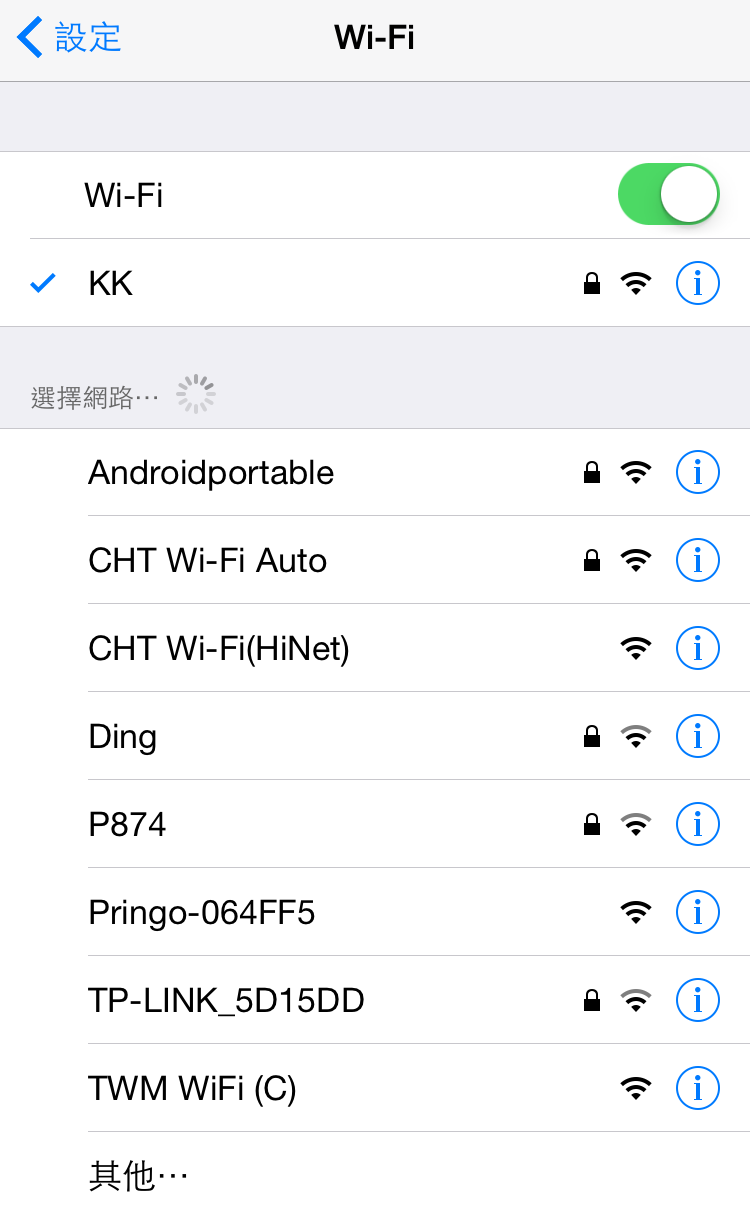 設定
Wi-Fi
Wi-Fi
KK
選擇網路⋯
Androidportable
CHT Wi-Fi Auto
CHT Wi-Fi(HiNet)
Ding
P874
Pringo-064FF5
TP-LINK_5D15DD
TWM WiFi (C)
其他⋯